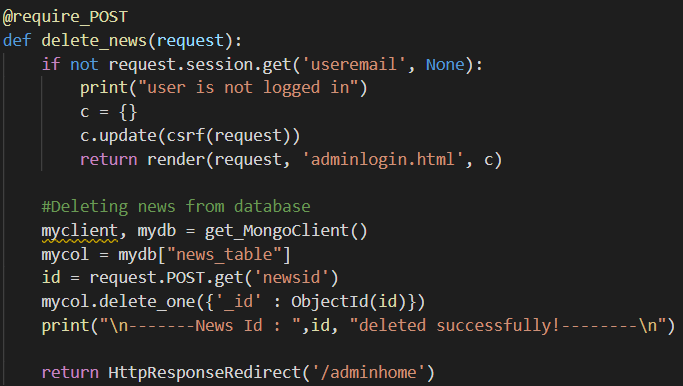 @require_POST
def delete_news(request):
    if not request.session.get('useremail', None):
        print("user is not logged in")
        c = {}
        c.update(csrf(request))
        return render(request, 'adminlogin.html', c)

    #Deleting news from database
    myclient, mydb = get_MongoClient()
    mycol = mydb["news_table"]
    id = request.POST.get('newsid')
    mycol.delete_one({'_id' : ObjectId(id)})
    print("\n-------News Id : ",id, "deleted successfully!--------\n")

    return HttpResponseRedirect('/adminhome')